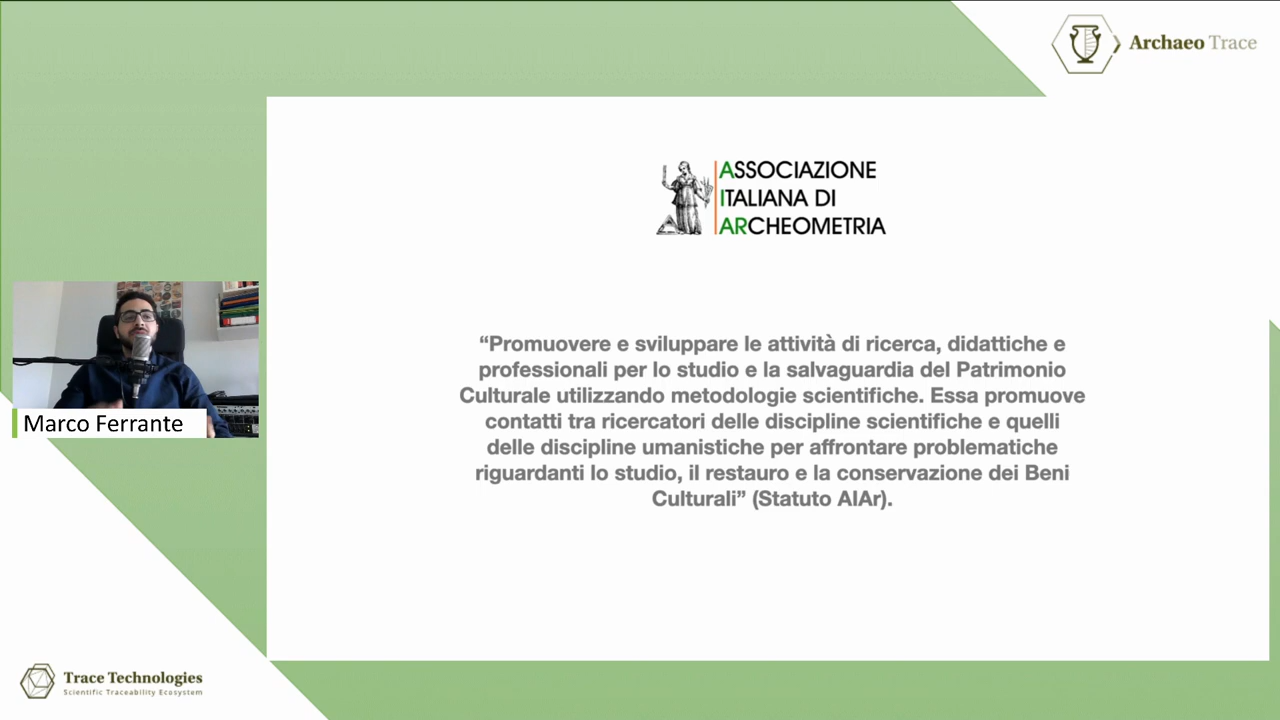 Archaeo Trace
ASSOCIAZIONE
ITALIANA DI
ARCHEOMETRIA
“Promuovere e sviluppare le attività di ricerca, didattiche e
professionali per lo studio e la salvaguardia del Patrimonio
Culturale utilizzando metodologie scientifiche. Essa promuove
contatti tra ricercatori delle discipline scientifiche e quelli
delle discipline umanistiche per affrontare problematiche
riguardanti lo studio, il restauro e la conservazione dei Beni
Culturali” (Statuto AIAr).
Marco Ferrante
Trace Technologies
Scientific Traceability Ecosystem